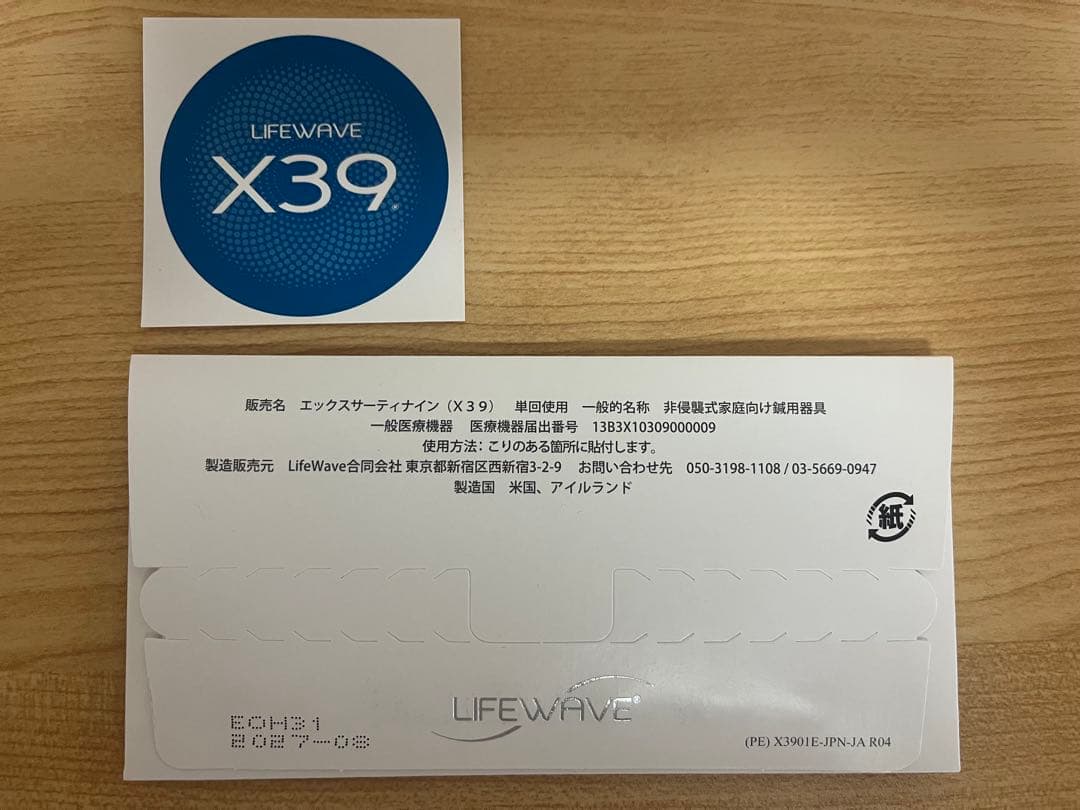 LIFEWAVE
X39®
販売名　エックスサーティナイン（X３９）　単回使用　一般的名称　非侵襲式家庭向け鍼用器具
一般医療機器　医療機器届出番号　13B3X10309000009
使用方法：こりのある箇所に貼付します。
製造販売元　LifeWave合同会社 東京都新宿区西新宿3-2-9　お問い合わせ先　050-3198-1108 / 03-5669-0947
製造国　米国、アイルランド
紙
LIFEWAVE®
EOH31
2027-08
(PE) X3901E-JPN-JA R04